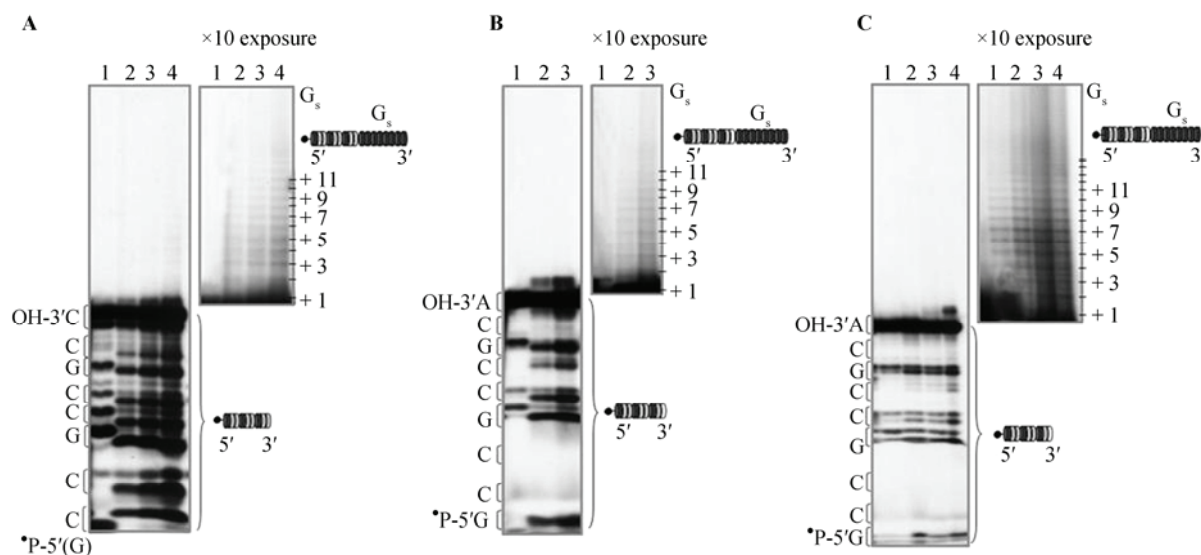 A
×10 exposure
1 2 3 4
1 2 3 4
Gₛ
Gₛ
5′ 3′
+ 11
+ 9
+ 7
+ 5
+ 3
+ 1
OH-3′C
C
G
C
C
G
C
C
•P-5′(G)
5′ 3′
B
×10 exposure
1 2 3
1 2 3
Gₛ
Gₛ
5′ 3′
+ 11
+ 9
+ 7
+ 5
+ 3
+ 1
OH-3′A
C
G
C
C
G
C
C
•P-5′G
5′ 3′
C
×10 exposure
1 2 3 4
1 2 3 4
Gₛ
Gₛ
5′ 3
+ 11
+ 9
+ 7
+ 5
+ 3
+ 1
OH-3′A
C
G
C
C
G
C
C
•P-5′G
5′ 3′